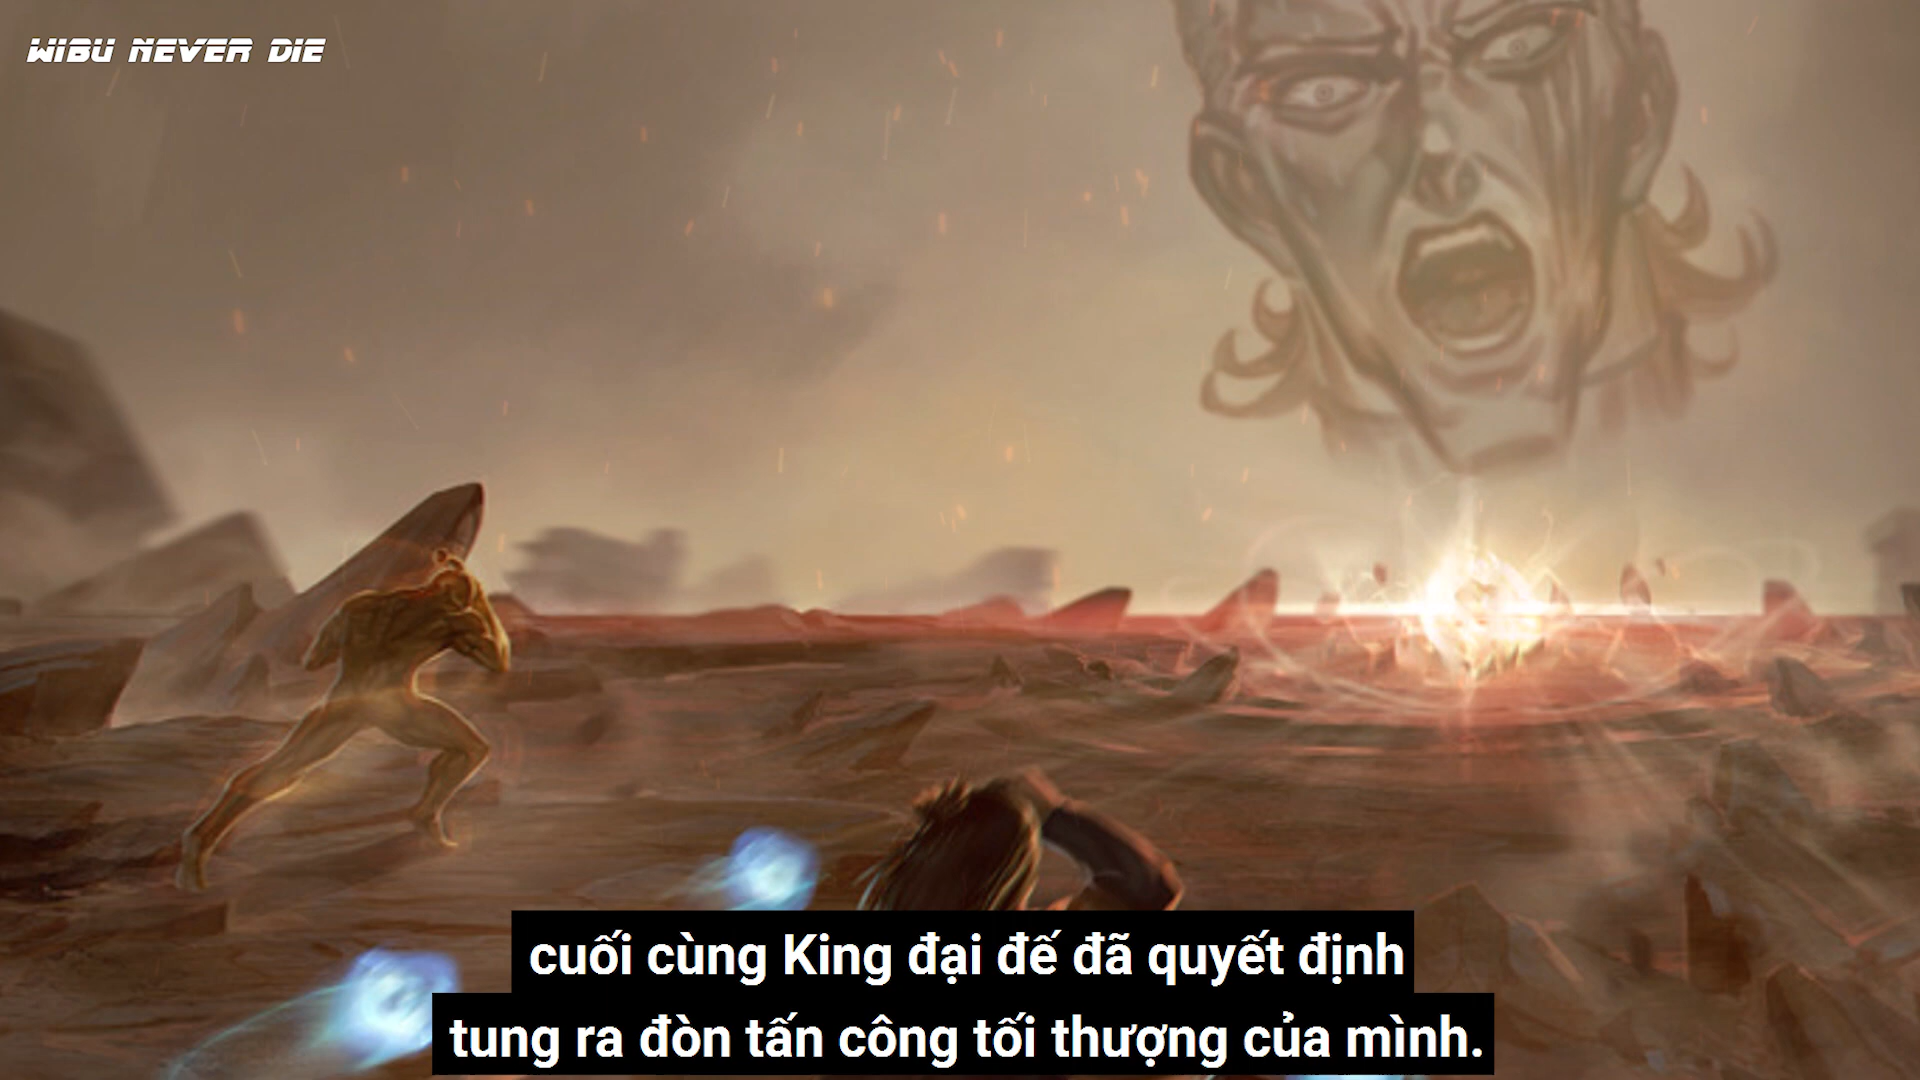 WIBU NEVER DIE
cuối cùng King đại đế đã quyết định
tung ra đòn tấn công tối thượng của mình.